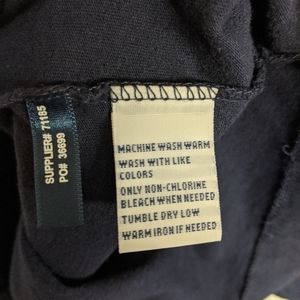 SUPPLIER# 71185
PO# 36699
MACHINE WASH WARM
WASH WITH LIKE
COLORS
ONLY NON-CHLORINE
BLEACH WHEN NEEDED
TUMBLE DRY LOW
WARM IRON IF NEEDED